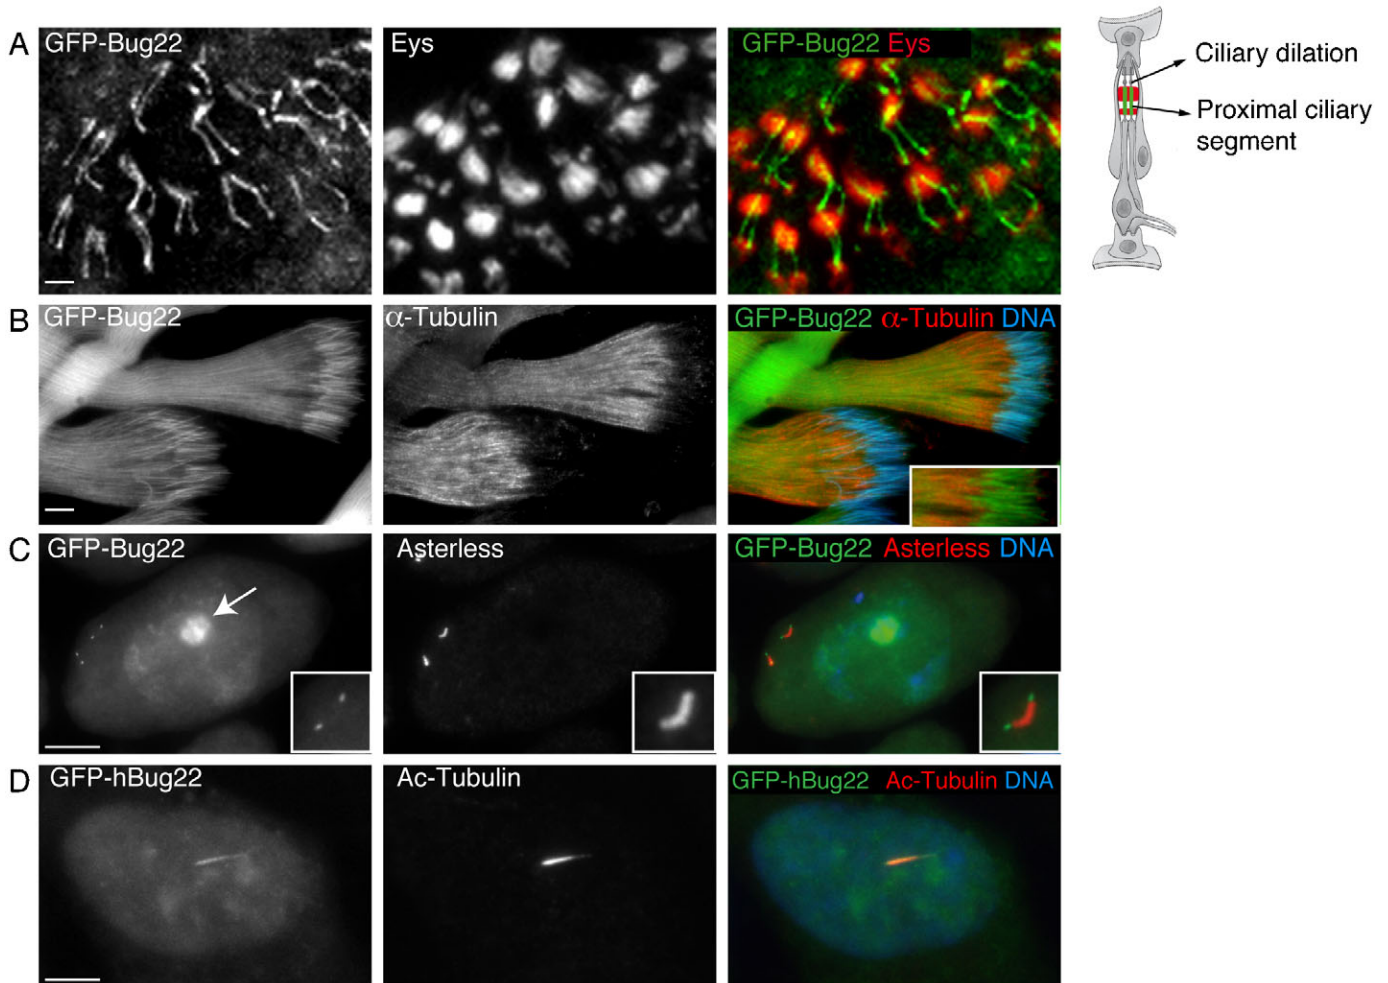 A
GFP-Bug22
Eys
GFP-Bug22 Eys
Ciliary dilation
Proximal ciliary
segment
B
GFP-Bug22
α-Tubulin
GFP-Bug22 α-Tubulin DNA
C
GFP-Bug22
Asterless
GFP-Bug22 Asterless DNA
D
GFP-hBug22
Ac-Tubulin
GFP-hBug22 Ac-Tubulin DNA